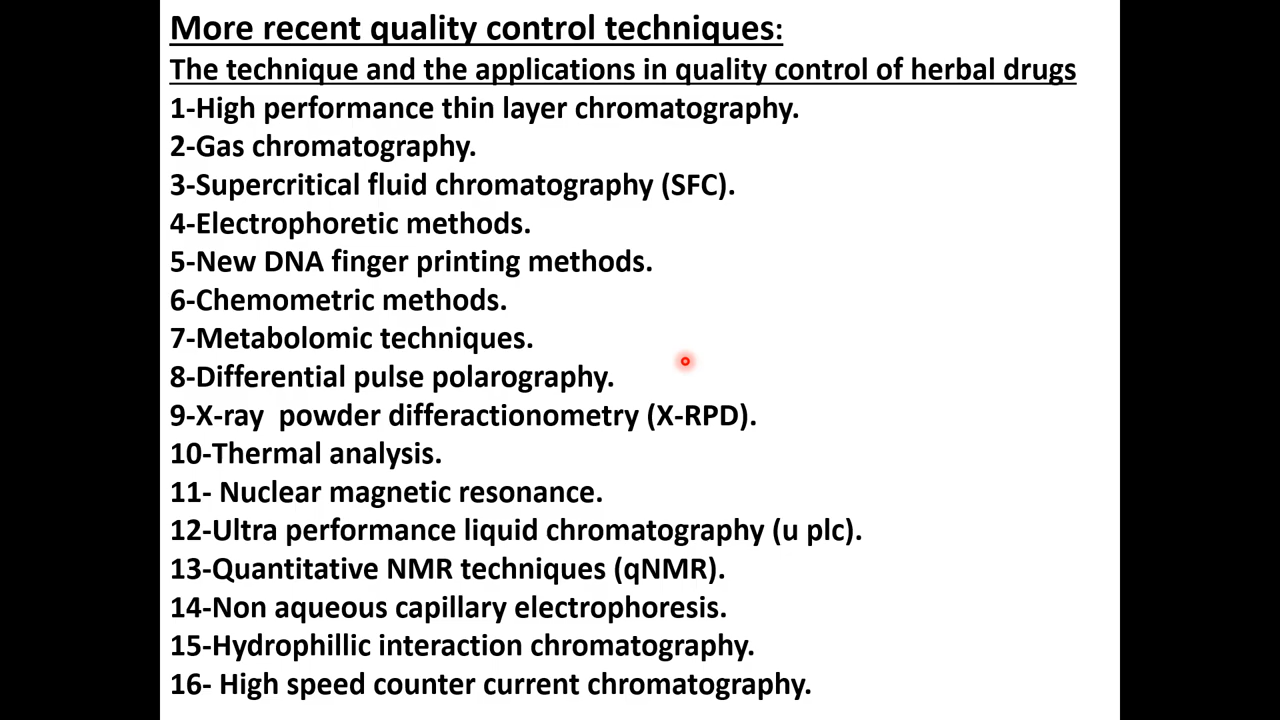 More recent quality control techniques:
The technique and the applications in quality control of herbal drugs
1-High performance thin layer chromatography.
2-Gas chromatography.
3-Supercritical fluid chromatography (SFC).
4-Electrophoretic methods.
5-New DNA finger printing methods.
6-Chemometric methods.
7-Metabolomic techniques.
8-Differential pulse polarography.
9-X-ray  powder differactionometry (X-RPD).
10-Thermal analysis.
11- Nuclear magnetic resonance.
12-Ultra performance liquid chromatography (u plc).
13-Quantitative NMR techniques (qNMR).
14-Non aqueous capillary electrophoresis.
15-Hydrophillic interaction chromatography.
16- High speed counter current chromatography.